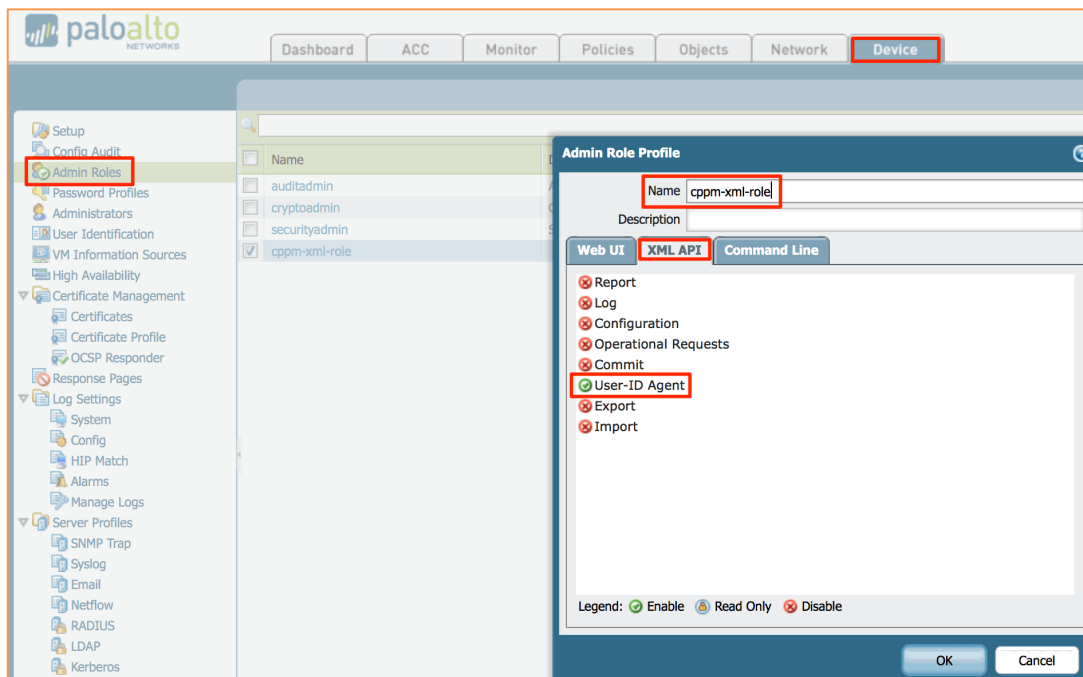 paloalto
NETWORKS
Dashboard ACC Monitor Policies Objects Network Device
Setup
Config Audit
Admin Roles
Password Profiles
Administrators
User Identification
VM Information Sources
High Availability
Certificate Management
Certificates
Certificate Profile
OCSP Responder
Response Pages
Log Settings
System
Config
HIP Match
Alarms
Manage Logs
Server Profiles
SNMP Trap
Syslog
Email
Netflow
RADIUS
LDAP
Kerberos
Name
auditadmin
cryptoadmin
securityadmin
cppm-xml-role
Admin Role Profile
Name cppm-xml-role
Description
Web UI XML API Command Line
Report
Log
Configuration
Operational Requests
Commit
User-ID Agent
Export
Import
Legend: Enable Read Only Disable
OK Cancel